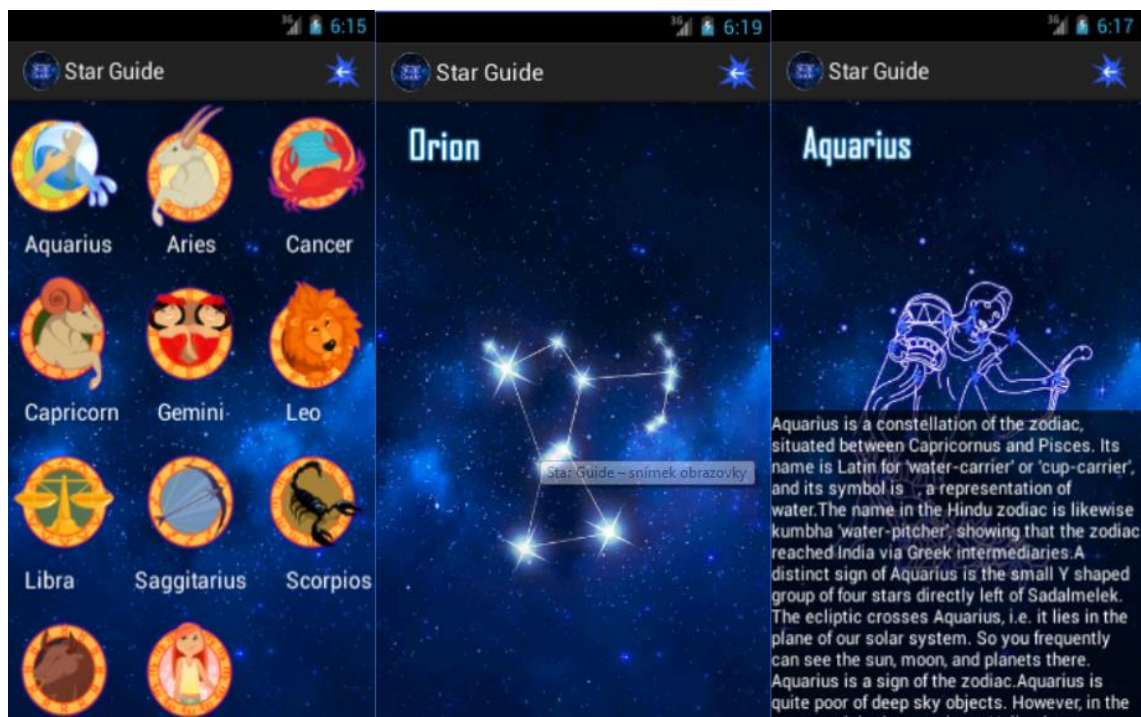 3G 6:15
Star Guide
Aquarius Aries Cancer
Capricorn Gemini Leo
Libra Saggitarius Scorpios
3G 6:19
Star Guide
Orion
Star Guide – snímek obrazovky
3G 6:17
Star Guide
Aquarius
Aquarius is a constellation of the zodiac,
situated between Capricornus and Pisces. Its
name is Latin for 'water-carrier' or 'cup-carrier',
and its symbol is a representation of
water.The name in the Hindu zodiac is likewise
kumbha 'water-pitcher', showing that the zodiac
reached India via Greek intermediaries.A
distinct sign of Aquarius is the small Y shaped
group of four stars directly left of Sadalmelek.
The ecliptic crosses Aquarius, i.e. it lies in the
plane of our solar system. So you frequently
can see the sun, moon, and planets there.
Aquarius is a sign of the zodiac.Aquarius is
quite poor of deep sky objects. However, in the